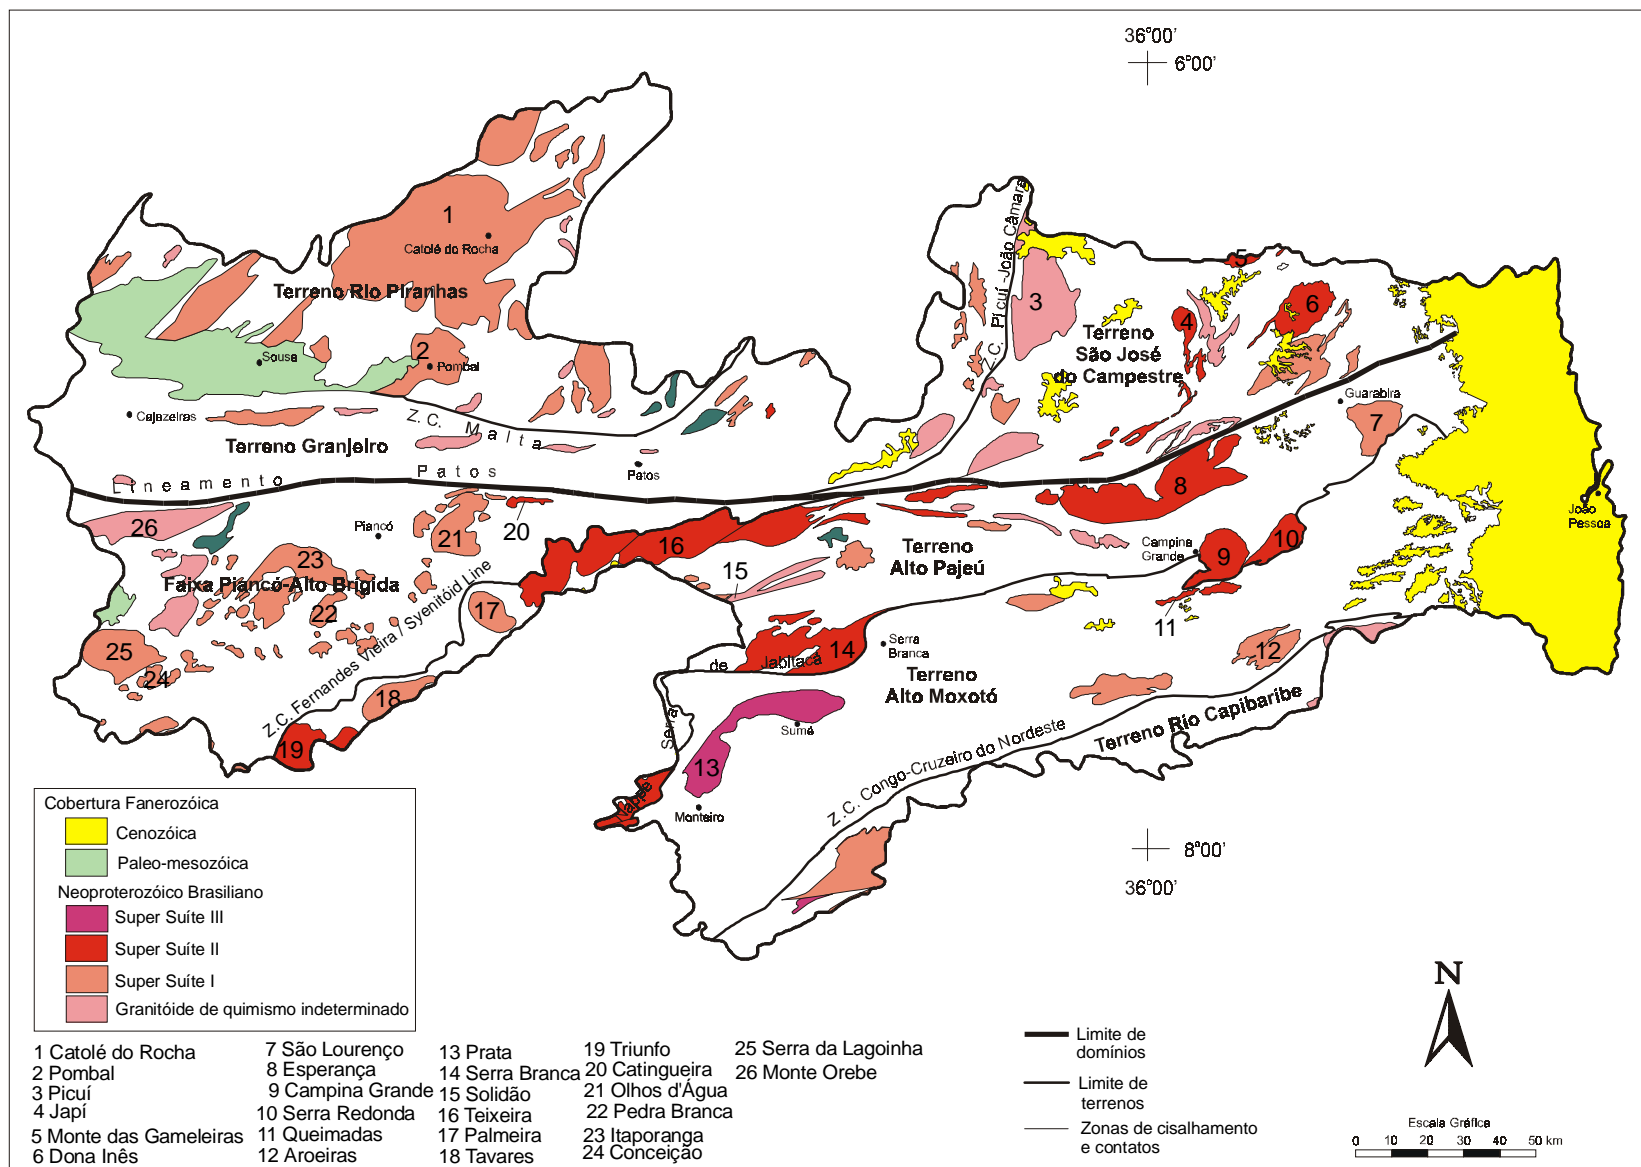 36°00'
6°00'
1
Catolé do Rocha
Terreno Rio Piranhas
Z.C. Picuí-João Câmara
3
5
6
4
Terreno
São José
do Campestre
2
Sousa
Pombal
Guarabira
7
Cajazeiras
Z.C. Malta
Terreno Granjeiro
Patos
Lineamento Patos
8
26
Piancó
21
20
16
João
Pessoa
23
Faixa Piancó-Alto Brígida
22
15
Terreno
Alto Pajeú
Campina
Grande
9
10
11
17
25
24
Z.C. Fernandes Vieira / Syenitóid Line
14
Serra
Branca
12
18
19
Nappe Serra de Jabitacá
Terreno
Alto Moxotó
Sumé
13
Monteiro
Z.C. Congo-Cruzeiro do Nordeste
Terreno Rio Capibaribe
8°00'
36°00'
Cobertura Fanerozóica
Cenozóica
Paleo-mesozóica
Neoproterozóico Brasiliano
Super Suíte III
Super Suíte II
Super Suíte I
Granitóide de quimismo indeterminado
1 Catolé do Rocha
2 Pombal
3 Picuí
4 Japí
5 Monte das Gameleiras
6 Dona Inês
7 São Lourenço
8 Esperança
9 Campina Grande
10 Serra Redonda
11 Queimadas
12 Aroeiras
13 Prata
14 Serra Branca
15 Solidão
16 Teixeira
17 Palmeira
18 Tavares
19 Triunfo
20 Catingueira
21 Olhos d'Água
22 Pedra Branca
23 Itaporanga
24 Conceição
25 Serra da Lagoinha
26 Monte Orebe
Limite de
domínios
Limite de
terrenos
Zonas de cisalhamento
e contatos
N
Escala Gráfica
0 10 20 30 40 50 km